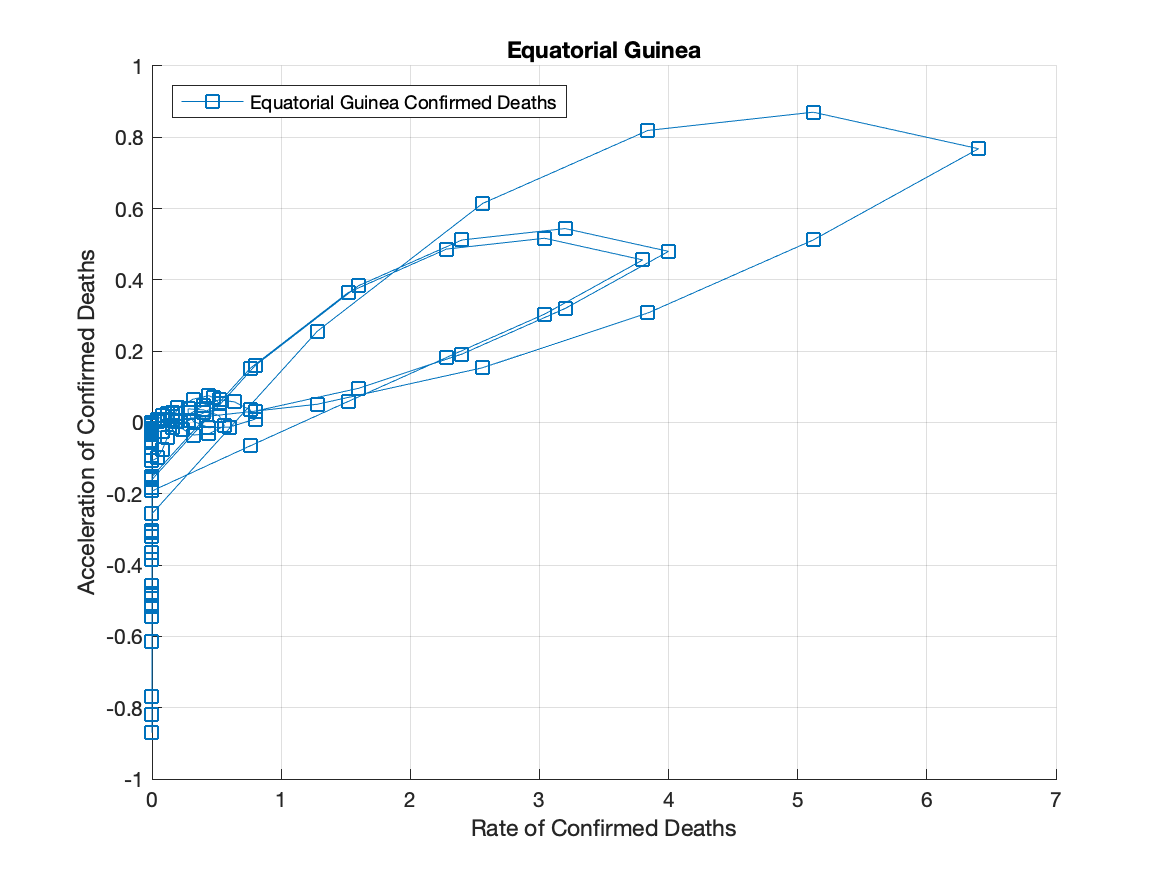 Equatorial Guinea
Equatorial Guinea Confirmed Deaths
Acceleration of Confirmed Deaths
1
0.8
0.6
0.4
0.2
0
-0.2
-0.4
-0.6
-0.8
-1
0 1 2 3 4 5 6 7
Rate of Confirmed Deaths